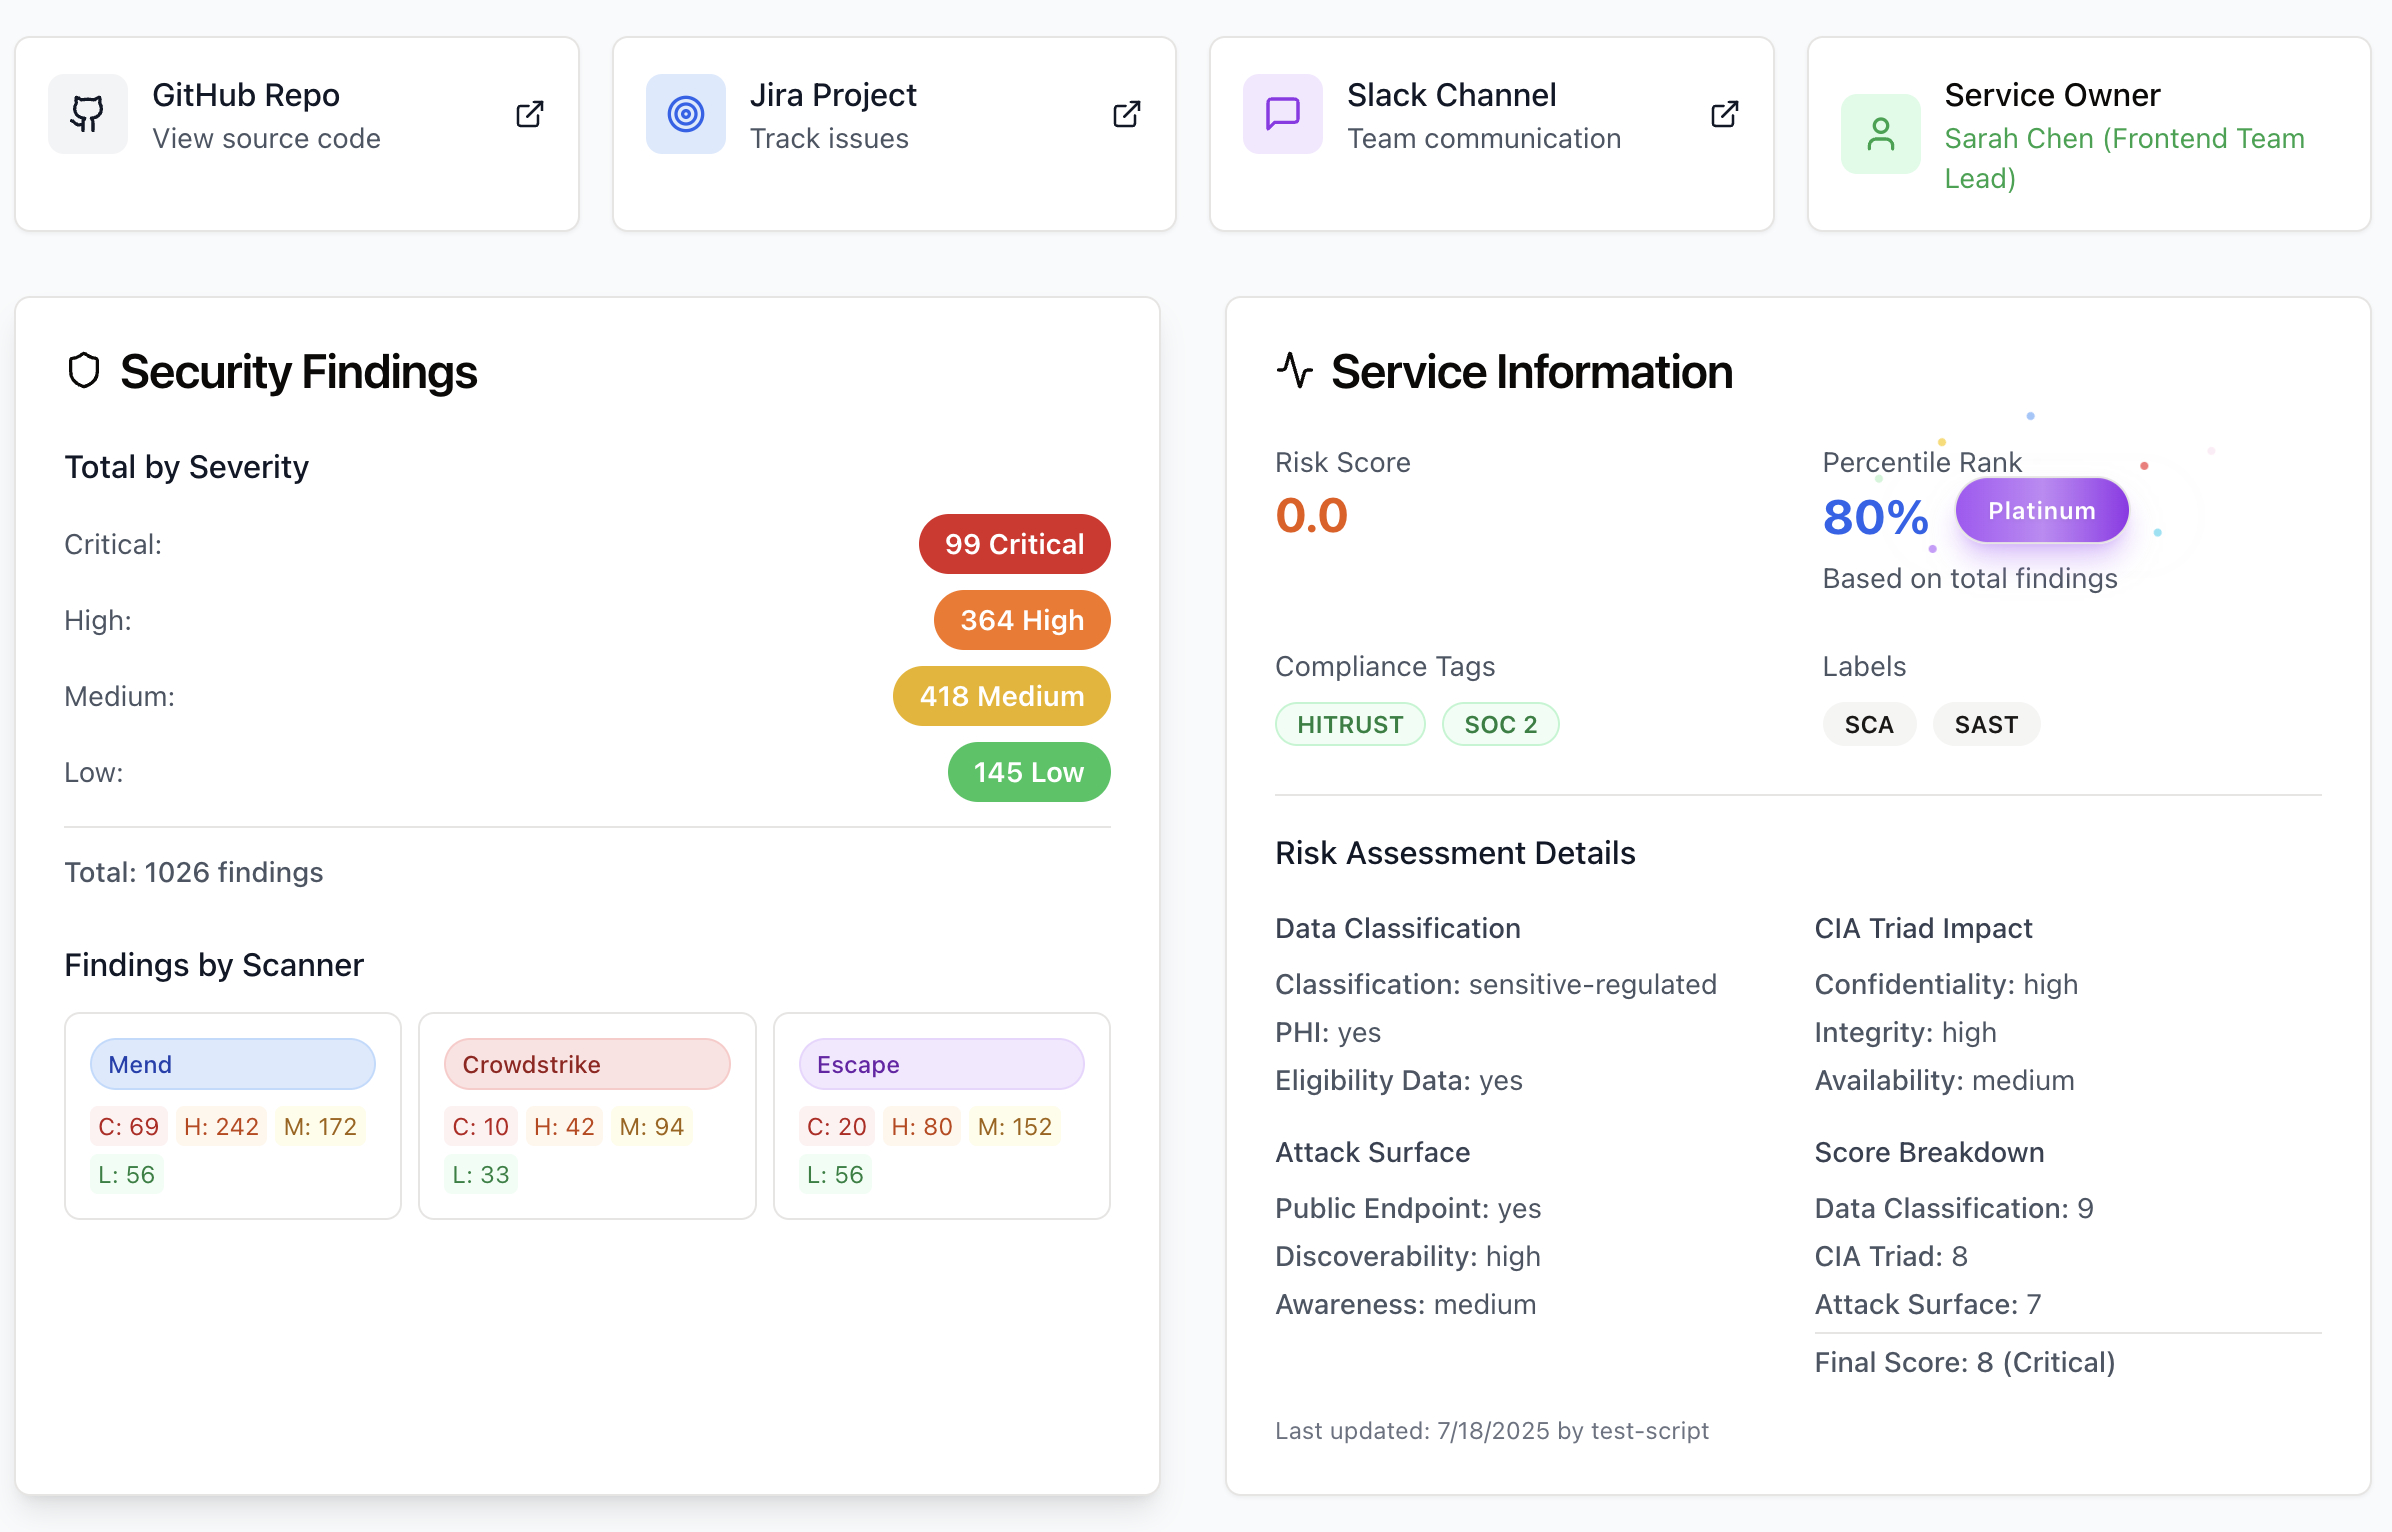 GitHub Repo
View source code
Jira Project
Track issues
Slack Channel
Team communication
Service Owner
Sarah Chen (Frontend Team
Lead)
Security Findings
Total by Severity
Critical: 99 Critical
High: 364 High
Medium: 418 Medium
Low: 145 Low
Total: 1026 findings
Findings by Scanner
Mend
C: 69 H: 242 M: 172
L: 56
Crowdstrike
C: 10 H: 42 M: 94
L: 33
Escape
C: 20 H: 80 M: 152
L: 56
Service Information
Risk Score
0.0
Percentile Rank
80% Platinum
Based on total findings
Compliance Tags
HITRUST SOC 2
Labels
SCA SAST
Risk Assessment Details
Data Classification
Classification: sensitive-regulated
PHI: yes
Eligibility Data: yes
CIA Triad Impact
Confidentiality: high
Integrity: high
Availability: medium
Attack Surface
Public Endpoint: yes
Discoverability: high
Awareness: medium
Score Breakdown
Data Classification: 9
CIA Triad: 8
Attack Surface: 7
Final Score: 8 (Critical)
Last updated: 7/18/2025 by test-script